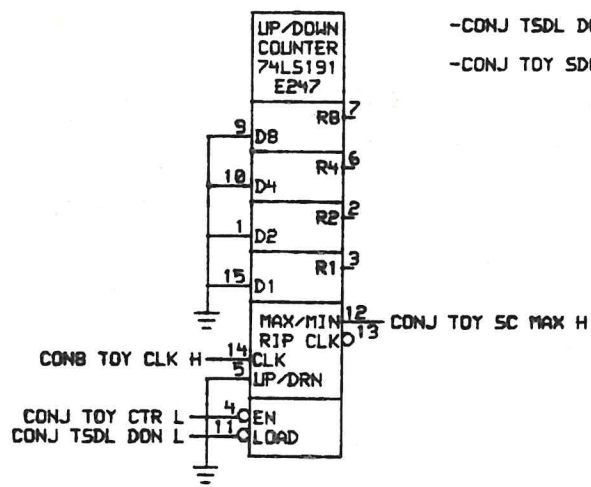 UP/DOWN
COUNTER
74LS191
E247
-CONJ TSDL
-CONJ TOY
R8 7
9 D8
R4 6
10 D4
R2 2
1 D2
R1 3
15 D1
MAX/MIN 12 CONJ TOY SC MAX H
RIP CLK 13
CONB TOY CLK H 14 CLK
5 UP/DRN
CONJ TOY CTR L 4 EN
CONJ TSDL DON L 11 LOAD